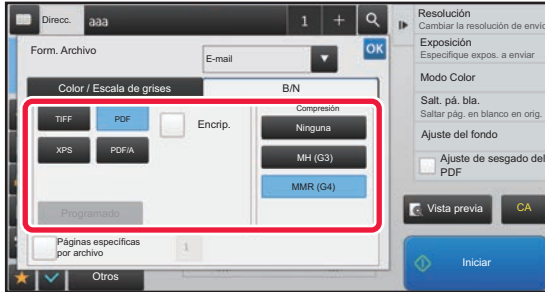 Direcc.
aaa
1
Form. Archivo
E-mail
OK
Color / Escala de grises
B/N
TIFF
PDF
Encrip.
XPS
PDF/A
Programado
Compresión
Ninguna
MH (G3)
MMR (G4)
Páginas específicas
por archivo
1
Otros
Resolución
Cambiar la resolución de envío
Exposición
Especifique expos. a enviar
Modo Color
Salt. pá. bla.
Saltar pág. en blanco en orig.
Ajuste del fondo
Ajuste de sesgado del
PDF
Vista previa
CA
Iniciar